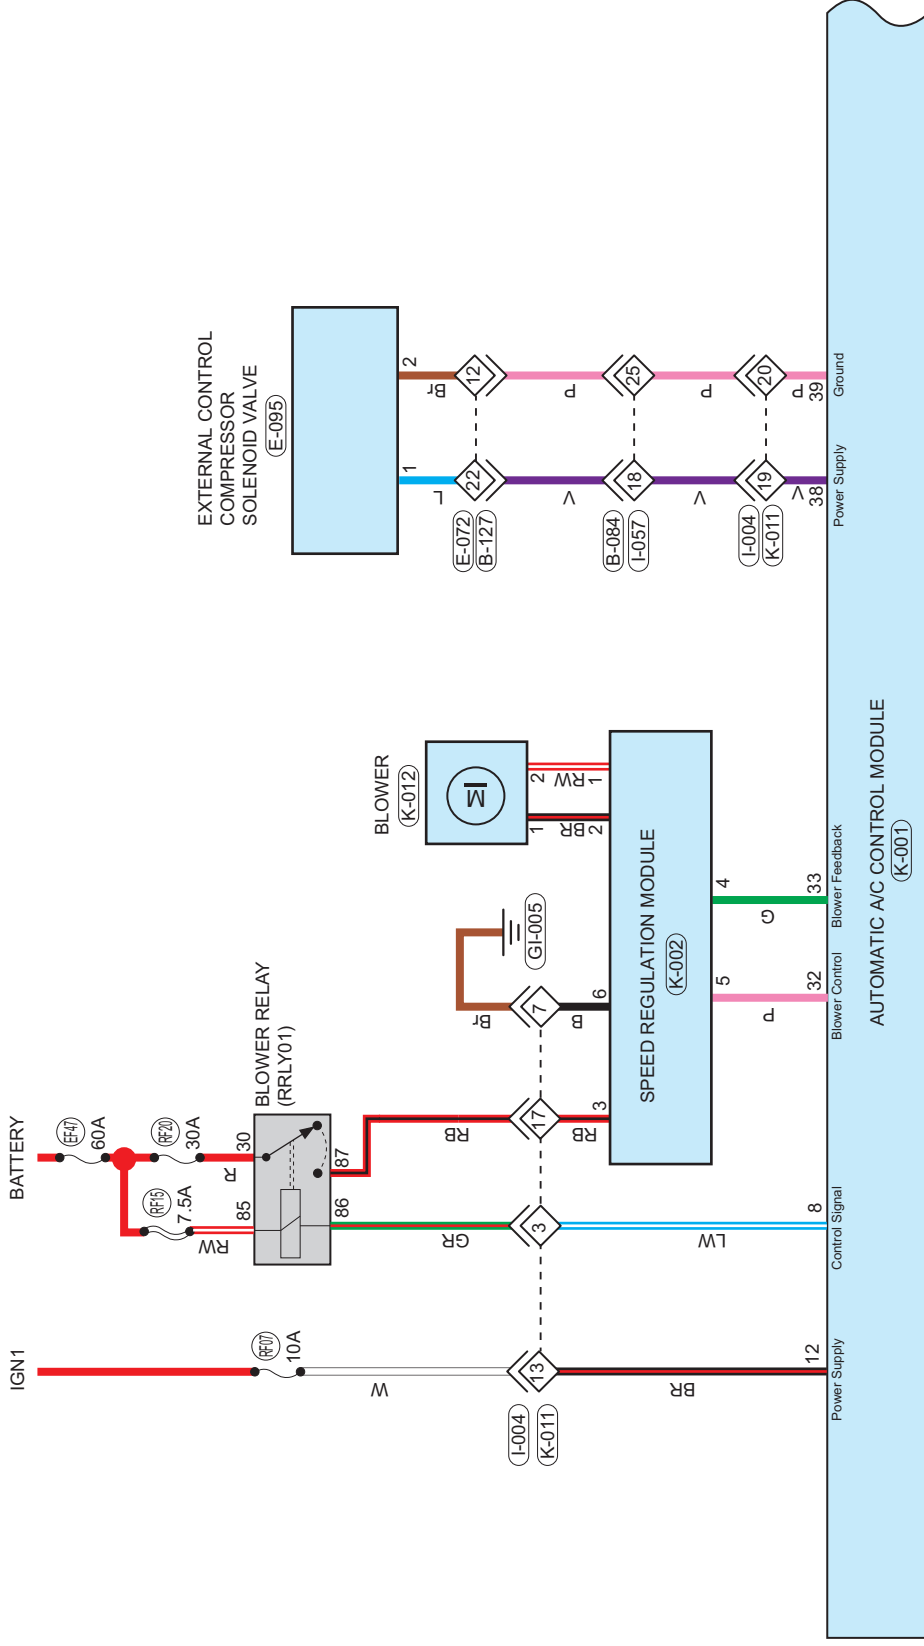 IGN1
RF07
10A
W
13
I-004
K-011
BR
12
Power Supply
BATTERY
EF47
60A
RF15
7.5A
RF20
30A
RW
R
85
30
BLOWER RELAY
(RRLY01)
86
87
GR
RB
3
17
LW
RB
8
Control Signal
3
Br
GI-005
7
B
6
BLOWER
K-012
M
1
2
BR
RW
2
1
SPEED REGULATION MODULE
K-002
5
4
P
G
32
33
Blower Control
Blower Feedback
EXTERNAL CONTROL
COMPRESSOR
SOLENOID VALVE
E-095
1
2
L
Br
E-072
B-127
22
12
V
P
B-084
I-057
18
25
V
P
I-004
K-011
19
20
V
P
38
39
Power Supply
Ground
AUTOMATIC A/C CONTROL MODULE
K-001